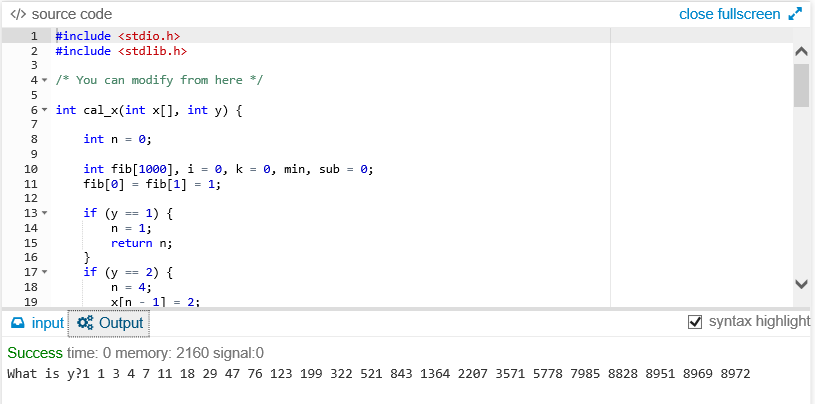 </> source code
close fullscreen
1 #include <stdio.h>
2 #include <stdlib.h>
3
4 /* You can modify from here */
5
6 int cal_x(int x[], int y) {
7
8 int n = 0;
9
10 int fib[1000], i = 0, k = 0, min, sub = 0;
11 fib[0] = fib[1] = 1;
12
13 if (y == 1) {
14 n = 1;
15 return n;
16 }
17 if (y == 2) {
18 n = 4;
19 x[n - 1] = 2;
input Output
syntax highlight
Success time: 0 memory: 2160 signal:0
What is y?1 1 3 4 7 11 18 29 47 76 123 199 322 521 843 1364 2207 3571 5778 7985 8828 8951 8969 8972